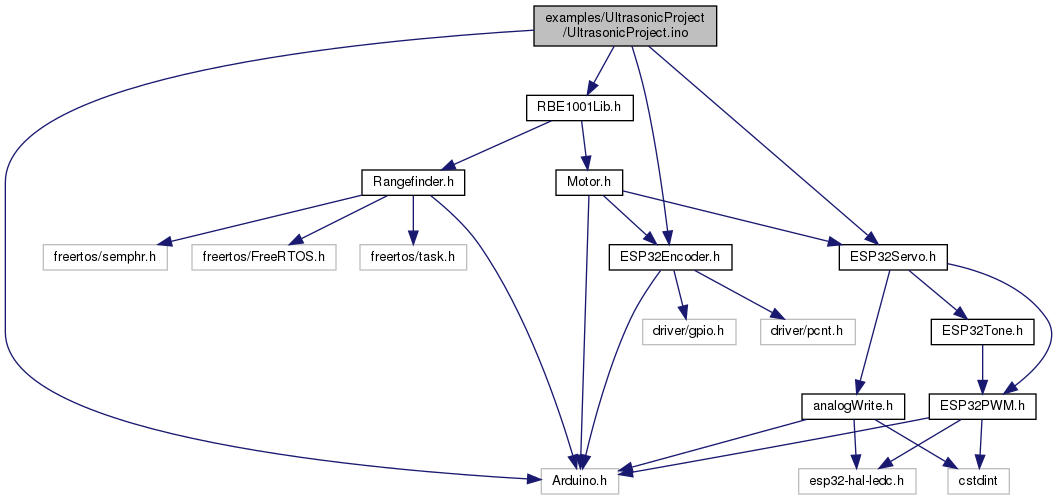 examples/UltrasonicProject
/UltrasonicProject.ino
RBE1001Lib.h
Rangefinder.h
Motor.h
freertos/semphr.h
freertos/FreeRTOS.h
freertos/task.h
ESP32Encoder.h
ESP32Servo.h
driver/gpio.h
driver/pcnt.h
ESP32Tone.h
analogWrite.h
ESP32PWM.h
Arduino.h
esp32-hal-ledc.h
cstdint